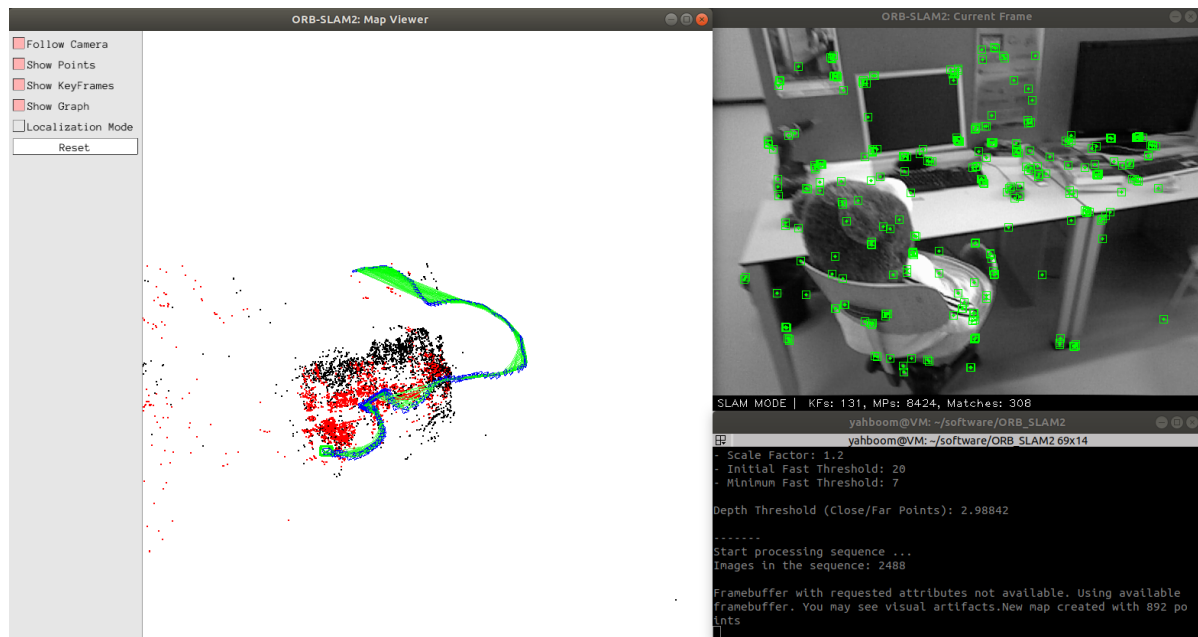 ORB-SLAM2: Map Viewer
Follow Camera
Show Points
Show KeyFrames
Show Graph
Localization Mode
Reset
ORB-SLAM2: Current Frame
SLAM MODE | KFs: 131, MPs: 8424, Matches: 308
yahboom@VM: ~/software/ORB_SLAM2
yahboom@VM: ~/software/ORB_SLAM2 69x14
- Scale Factor: 1.2
- Initial Fast Threshold: 20
- Minimum Fast Threshold: 7
Depth Threshold (Close/Far Points): 2.98842
-------
Start processing sequence ...
Images in the sequence: 2488
Framebuffer with requested attributes not available. Using available
framebuffer. You may see visual artifacts.New map created with 892 po
ints